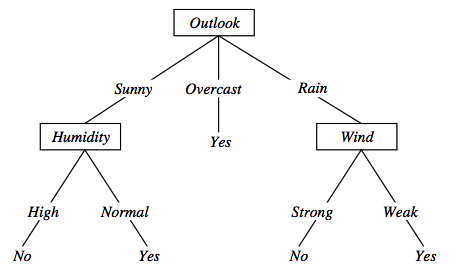 Outlook
Sunny Overcast Rain
Humidity Yes Wind
High Normal Strong Weak
No Yes No Yes